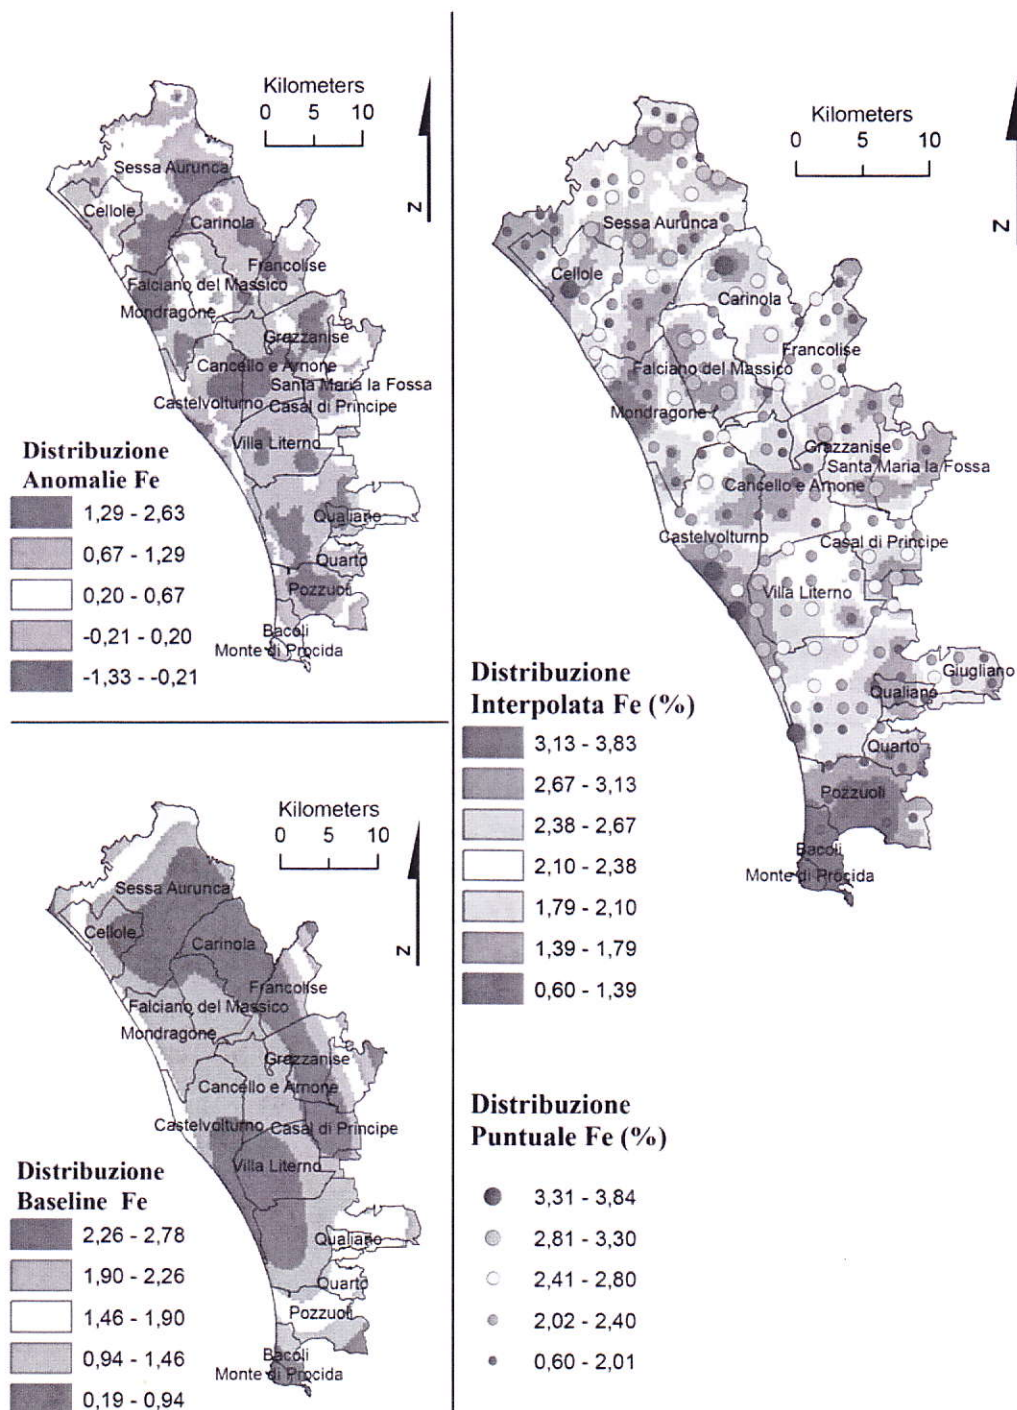 Kilometers
0 5 10
N
Sessa Aurunca
Cellole
Carinola
Francolise
Falciano del Massico
Mondragone
Grazzanise
Cancello e Arnone
Santa Maria la Fossa
Castelvolturno
Casal di Principe
Villa Literno
Qualiano
Quarto
Pozzuoli
Bacoli
Monte di Procida
Distribuzione
Anomalie Fe
1,29 - 2,63
0,67 - 1,29
0,20 - 0,67
-0,21 - 0,20
-1,33 - -0,21
Kilometers
0 5 10
N
Sessa Aurunca
Cellole
Carinola
Francolise
Falciano del Massico
Mondragone
Grazzanise
Cancello e Arnone
Castelvolturno
Casal di Principe
Villa Literno
Qualiano
Quarto
Pozzuoli
Bacoli
Monte di Procida
Distribuzione
Baseline Fe
2,26 - 2,78
1,90 - 2,26
1,46 - 1,90
0,94 - 1,46
0,19 - 0,94
Kilometers
0 5 10
N
Sessa Aurunca
Cellole
Carinola
Francolise
Falciano del Massico
Mondragone
Grazzanise
Santa Maria la Fossa
Cancello e Arnone
Castelvolturno
Casal di Principe
Villa Literno
Giugliano
Qualiano
Quarto
Pozzuoli
Bacoli
Monte di Procida
Distribuzione
Interpolata Fe (%)
3,13 - 3,83
2,67 - 3,13
2,38 - 2,67
2,10 - 2,38
1,79 - 2,10
1,39 - 1,79
0,60 - 1,39
Distribuzione
Puntuale Fe (%)
3,31 - 3,84
2,81 - 3,30
2,41 - 2,80
2,02 - 2,40
0,60 - 2,01